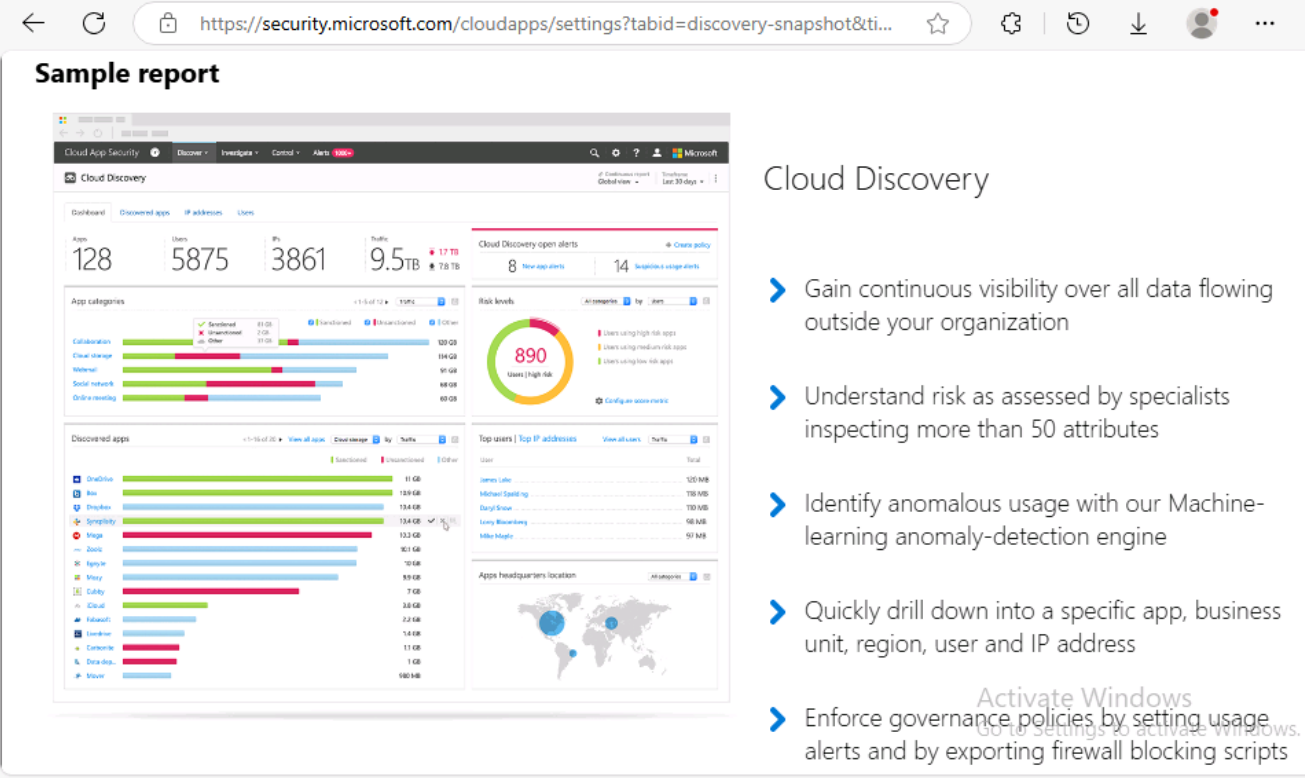 https://security.microsoft.com/cloudapps/settings?tabid=discovery-snapshot&ti...
Sample report
Cloud App Security Discover Investigate Control Alerts Microsoft
Cloud Discovery
Continuous report
Global view
Timeframe
Last 30 days
Dashboard Discovered apps IP addresses Users
Apps
128
Users
5875
IPs
3861
Traffic
9.5TB
1.7 TB
7.8 TB
Cloud Discovery open alerts
Create policy
8 New app alerts
14 Suspicious usage alerts
App categories
<1-5 of 12 Traffic
Sanctioned Unsanctioned Other
Sanctioned
Unsanctioned 2 GB
Other
Collaboration 120 GB
Cloud storage 114 GB
Webmail 91 GB
Social network 68 GB
Online meeting 60 GB
Risk levels
All categories by Users
890
Users | high risk
Users using high risk apps
Users using medium risk apps
Users using low risk apps
Configure score metric
Discovered apps
View all apps Cloud storage by Traffic
Sanctioned Unsanctioned Other
OneDrive 11 GB
Box 10.9 GB
Dropbox 13.4 GB
Syncplicity 13.4 GB
Mega 13.3 GB
Zoolz 10.1 GB
Egnyte 10 GB
Mozy 9.9 GB
Cubby 7 GB
iCloud 3.8 GB
Fabasoft 2.2 GB
Livedrive 1.4 GB
Carbonite 1.1 GB
Data dep... 1 GB
Mover 980 MB
Top users | Top IP addresses
View all users Traffic
User Total
James Lake 120 MB
Michael Spalding 118 MB
Daryl Snow 110 MB
Larry Bloomberg 98 MB
Mike Maple 97 MB
Apps headquarters location
All categories
Cloud Discovery
Gain continuous visibility over all data flowing
outside your organization
Understand risk as assessed by specialists
inspecting more than 50 attributes
Identify anomalous usage with our Machine-
learning anomaly-detection engine
Quickly drill down into a specific app, business
unit, region, user and IP address
Enforce governance policies by setting usage
alerts and by exporting firewall blocking scripts
Activate Windows
Go to Settings to activate Windows.